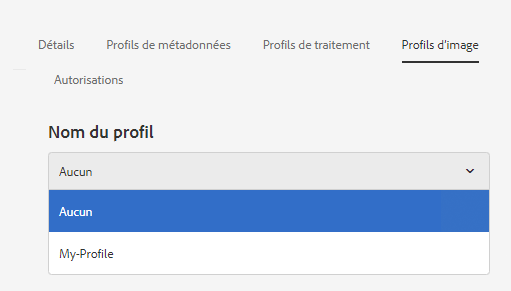 Détails Profils de métadonnées Profils de traitement Profils d'image
Autorisations
Nom du profil
Aucun
Aucun
My-Profile